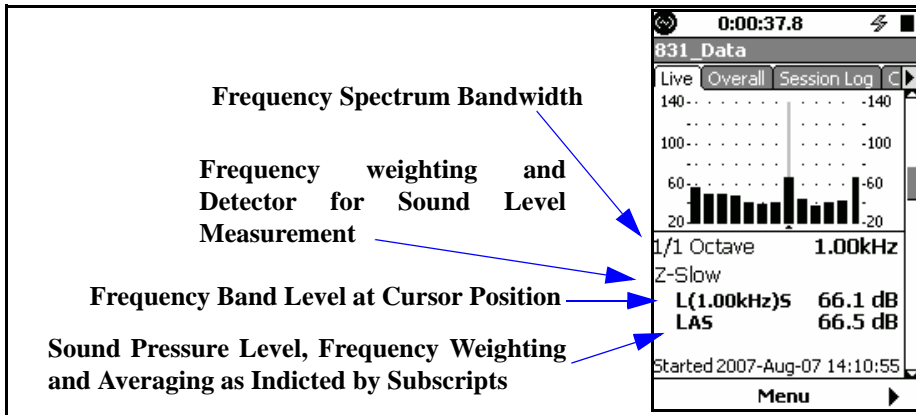 Frequency Spectrum Bandwidth
Frequency weighting and
Detector for Sound Level
Measurement
Frequency Band Level at Cursor Position
Sound Pressure Level, Frequency Weighting
and Averaging as Indicted by Subscripts
0:00:37.8
831_Data
Live Overall Session Log C
140 -140
100 -100
60 -60
20 -20
1/1 Octave 1.00kHz
Z-Slow
L(1.00kHz)S 66.1 dB
LAS 66.5 dB
Started 2007-Aug-07 14:10:55
Menu